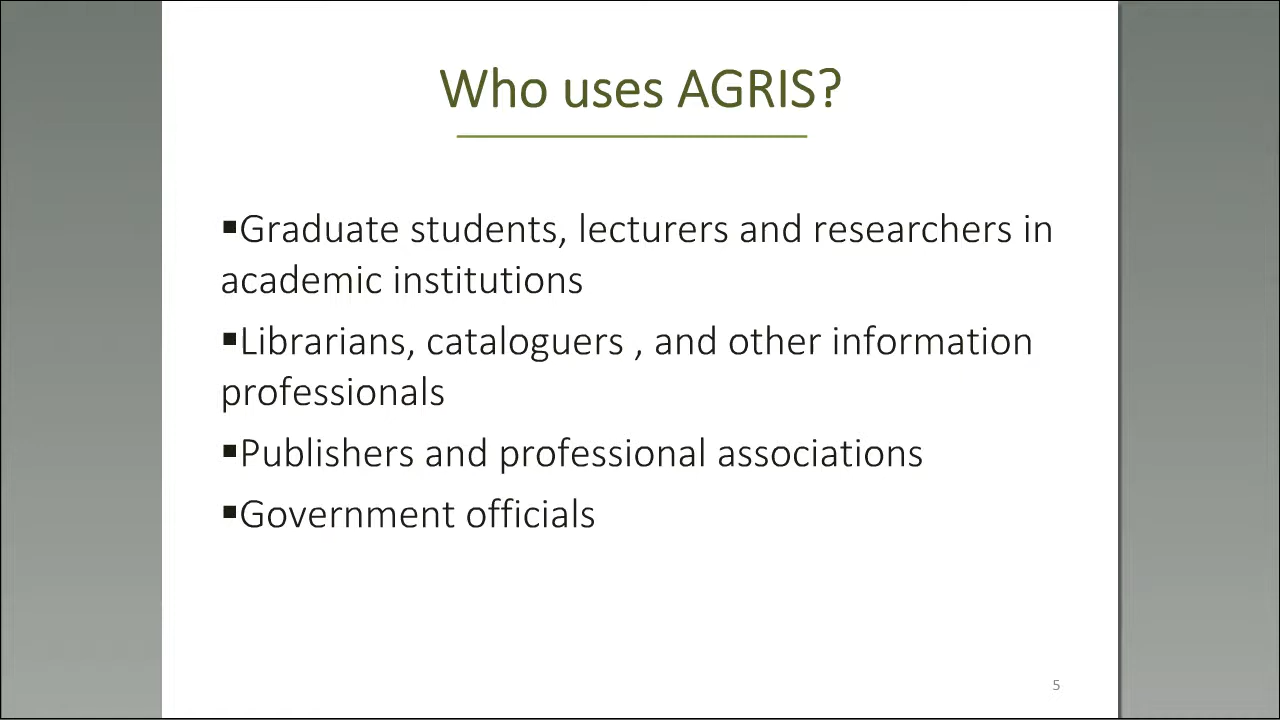 Who uses AGRIS?
▪Graduate students, lecturers and researchers in
academic institutions
▪Librarians, cataloguers , and other information
professionals
▪Publishers and professional associations
▪Government officials
5